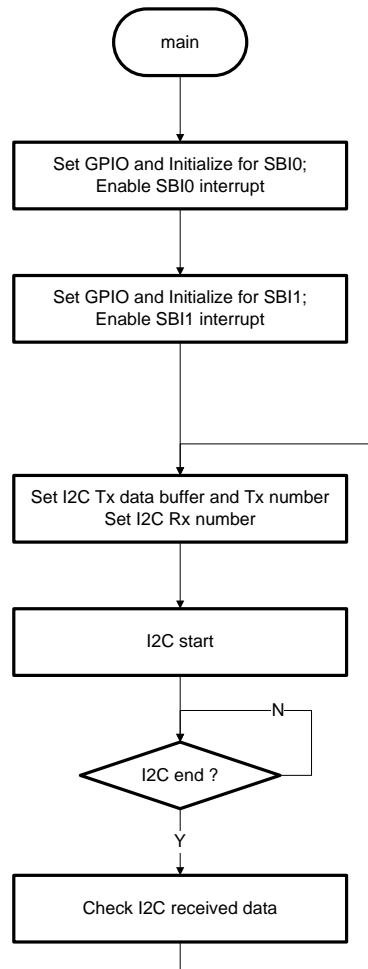 main
Set GPIO and Initialize for SBI0;
Enable SBI0 interrupt
Set GPIO and Initialize for SBI1;
Enable SBI1 interrupt
Set I2C Tx data buffer and Tx number
Set I2C Rx number
I2C start
N
I2C end ?
Y
Check I2C received data